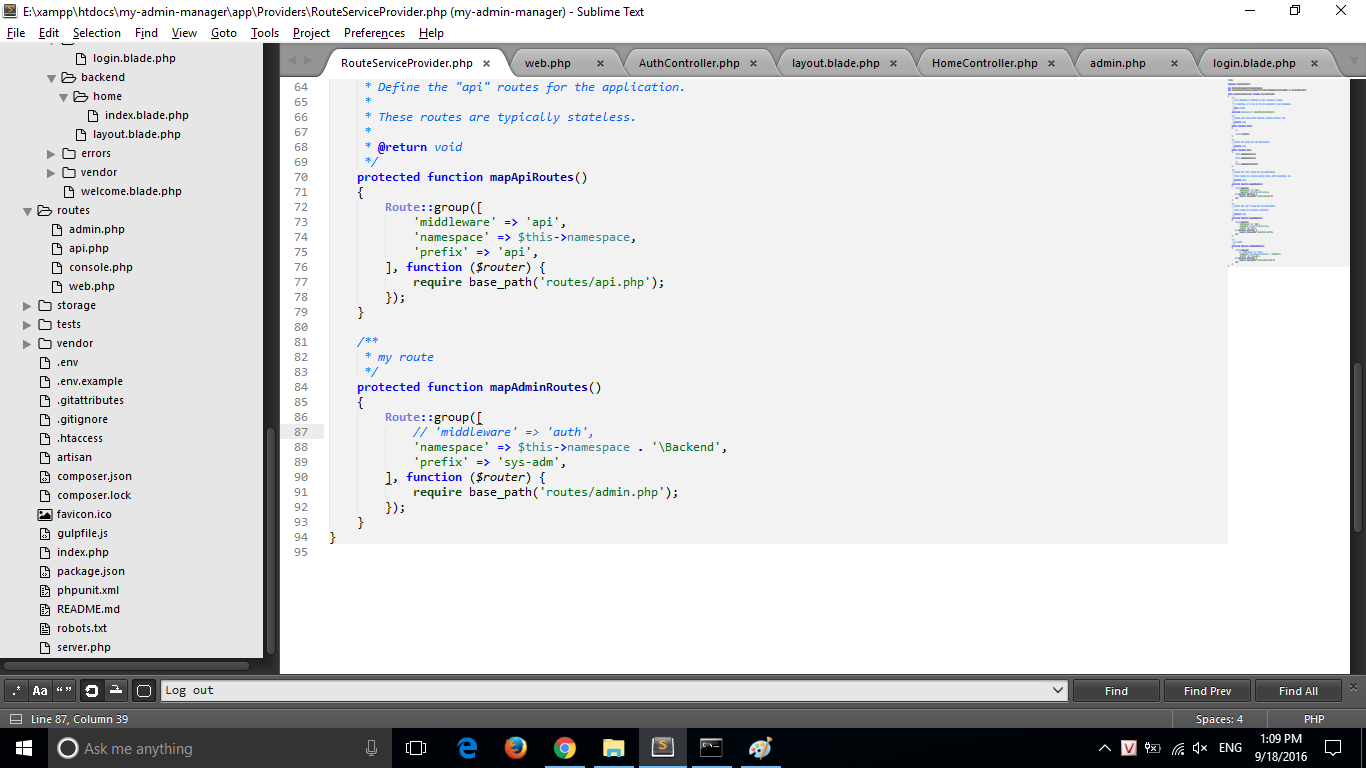 E:\xampp\htdocs\my-admin-manager\app\Providers\RouteServiceProvider.php (my-admin-manager) - Sublime Text
File Edit Selection Find View Goto Tools Project Preferences Help
login.blade.php
backend
home
index.blade.php
layout.blade.php
errors
vendor
welcome.blade.php
routes
admin.php
api.php
console.php
web.php
storage
tests
vendor
.env
.env.example
.gitattributes
.gitignore
.htaccess
artisan
composer.json
composer.lock
favicon.ico
gulpfile.js
index.php
package.json
phpunit.xml
README.md
robots.txt
server.php
RouteServiceProvider.php × web.php × AuthController.php × layout.blade.php × HomeController.php × admin.php × login.blade.php ×
64 * Define the "api" routes for the application.
65 *
66 * These routes are typically stateless.
67 *
68 * @return void
69 */
70 protected function mapApiRoutes()
71 {
72 Route::group([
73 'middleware' => 'api',
74 'namespace' => $this->namespace,
75 'prefix' => 'api',
76 ], function ($router) {
77 require base_path('routes/api.php');
78 });
79 }
80
81 /**
82 * my route
83 */
84 protected function mapAdminRoutes()
85 {
86 Route::group([
87 // 'middleware' => 'auth',
88 'namespace' => $this->namespace . '\Backend',
89 'prefix' => 'sys-adm',
90 ], function ($router) {
91 require base_path('routes/admin.php');
92 });
93 }
94 }
95
.* Aa “” Log out Find Find Prev Find All ×
Line 87, Column 39 Spaces: 4 PHP
Ask me anything
ENG
1:09 PM
9/18/2016